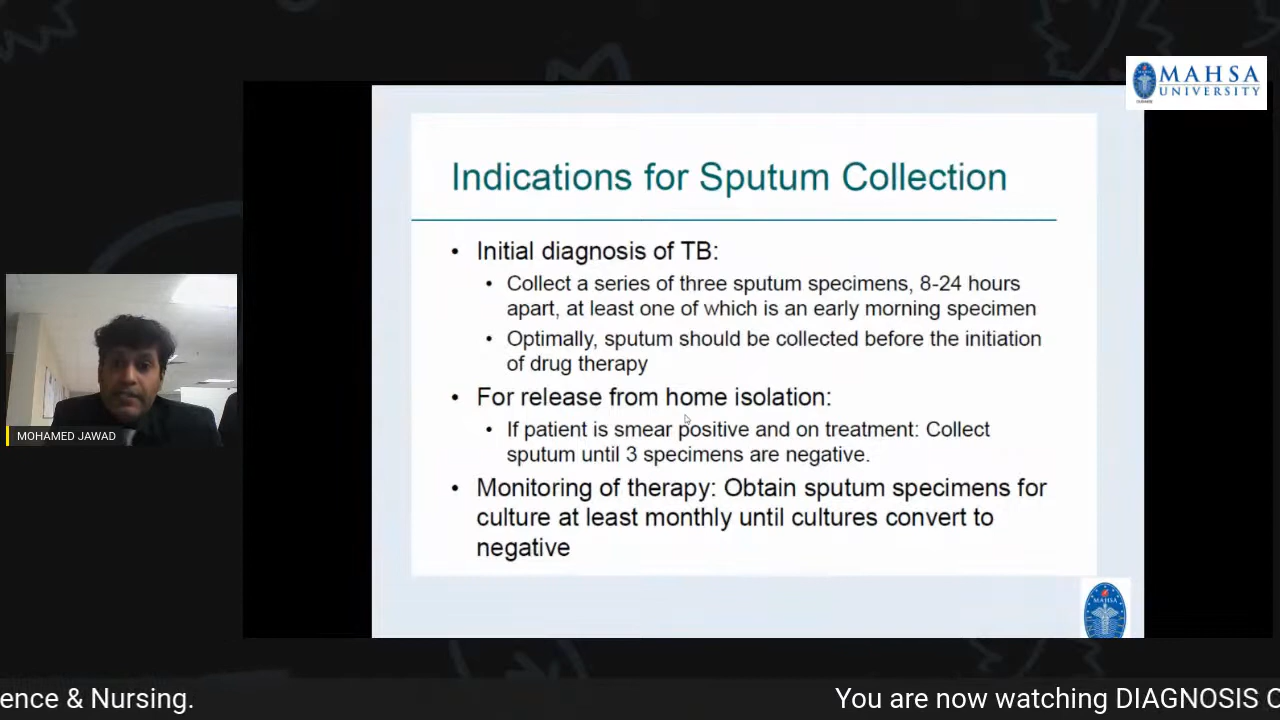 MAHSA
UNIVERSITY
Indications for Sputum Collection
• Initial diagnosis of TB:
• Collect a series of three sputum specimens, 8-24 hours
apart, at least one of which is an early morning specimen
• Optimally, sputum should be collected before the initiation
of drug therapy
• For release from home isolation:
• If patient is smear positive and on treatment: Collect
sputum until 3 specimens are negative.
• Monitoring of therapy: Obtain sputum specimens for
culture at least monthly until cultures convert to
negative
MOHAMED JAWAD
MAHSA
ence & Nursing.
You are now watching DIAGNOSIS